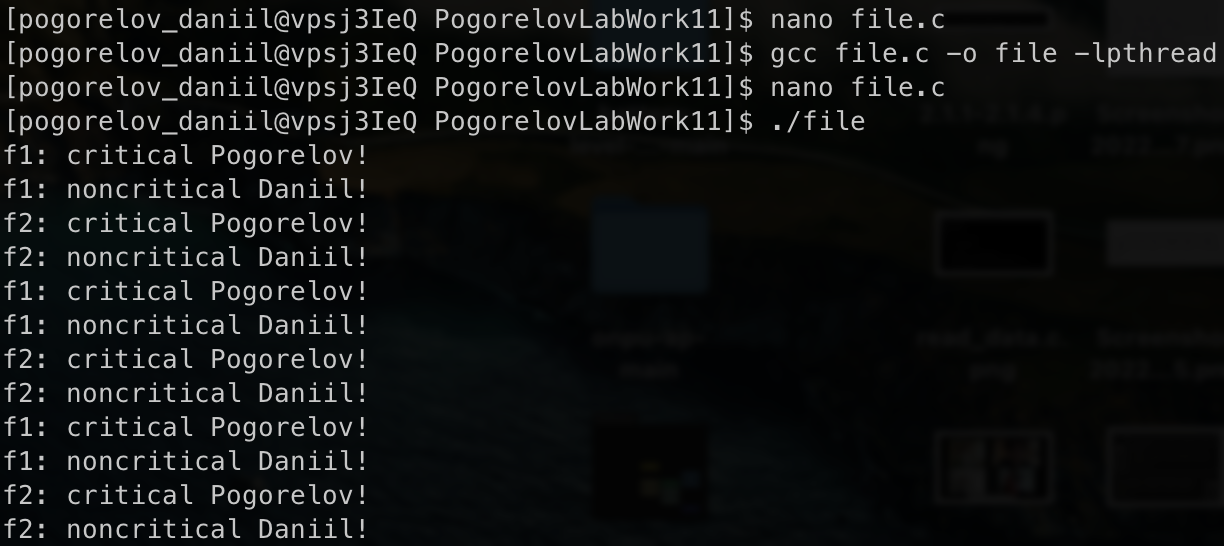 [pogorelov_daniil@vpsj3IeQ PogorelovLabWork11]$ nano file.c
[pogorelov_daniil@vpsj3IeQ PogorelovLabWork11]$ gcc file.c -o file -lpthread
[pogorelov_daniil@vpsj3IeQ PogorelovLabWork11]$ nano file.c
[pogorelov_daniil@vpsj3IeQ PogorelovLabWork11]$ ./file
f1: critical Pogorelov!
f1: noncritical Daniil!
f2: critical Pogorelov!
f2: noncritical Daniil!
f1: critical Pogorelov!
f1: noncritical Daniil!
f2: critical Pogorelov!
f2: noncritical Daniil!
f1: critical Pogorelov!
f1: noncritical Daniil!
f2: critical Pogorelov!
f2: noncritical Daniil!